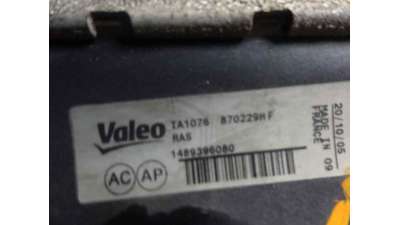 Valeo TA1076 870229HF
RAS
1489396080
AC AP
20/10/05
MADE IN 09
FRANCE